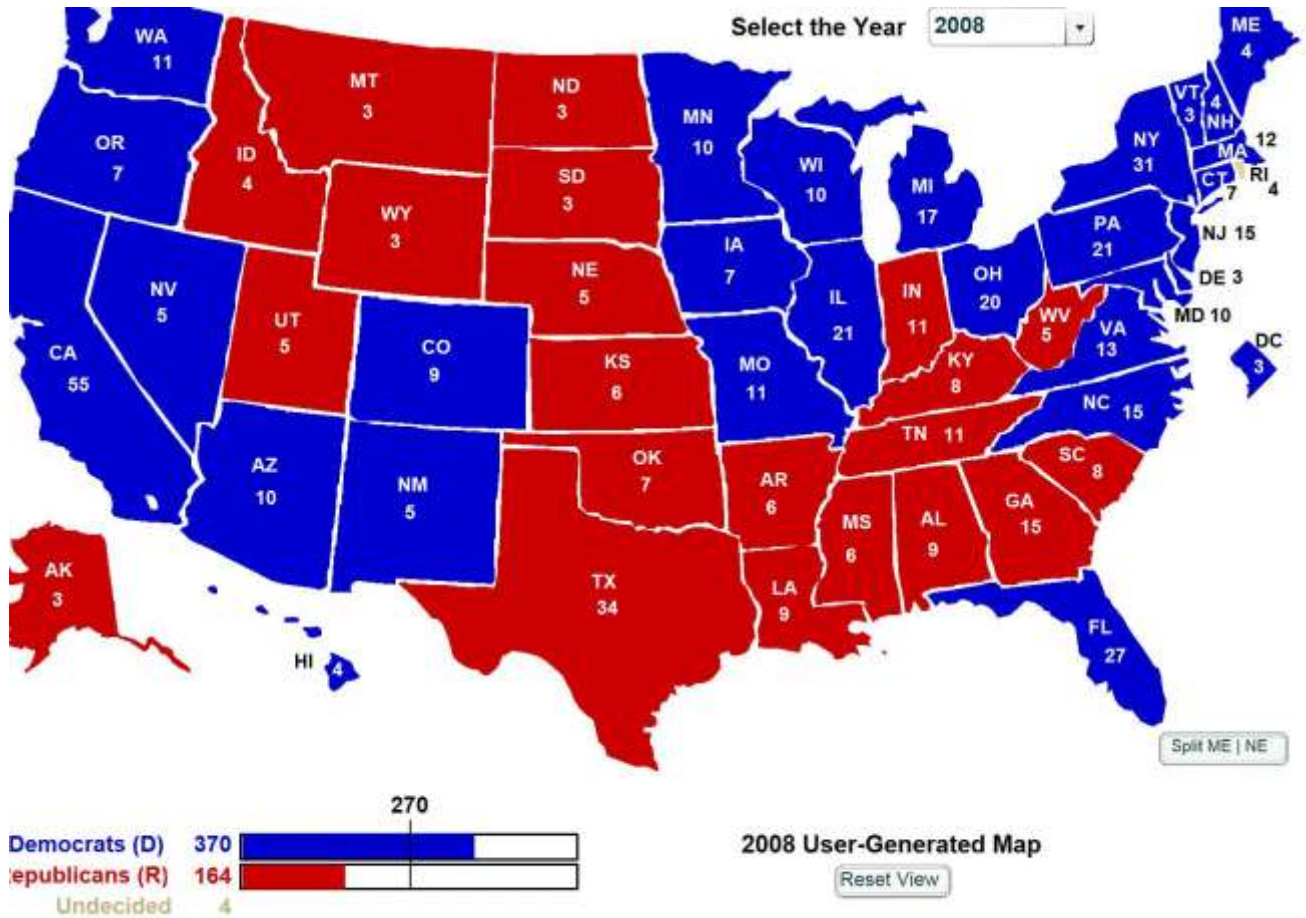 Select the Year 2008
WA
11
ME
4
MT
3
ND
3
MN
10
VT
3
4
NH
OR
7
ID
4
WI
10
NY
31
12
MA
SD
3
MI
17
CT
7
RI
4
WY
3
IA
7
PA
21
NJ 15
NE
5
OH
20
DE 3
NV
5
IL
21
IN
11
WV
5
MD 10
UT
5
CO
9
VA
13
DC
3
CA
55
KS
6
MO
11
KY
8
NC 15
TN 11
AZ
10
NM
5
OK
7
AR
6
SC
8
MS
6
AL
9
GA
15
AK
3
TX
34
LA
9
FL
27
HI
4
Split ME | NE
270
Democrats (D) 370
epublicans (R) 164
Undecided 4
2008 User-Generated Map
Reset View